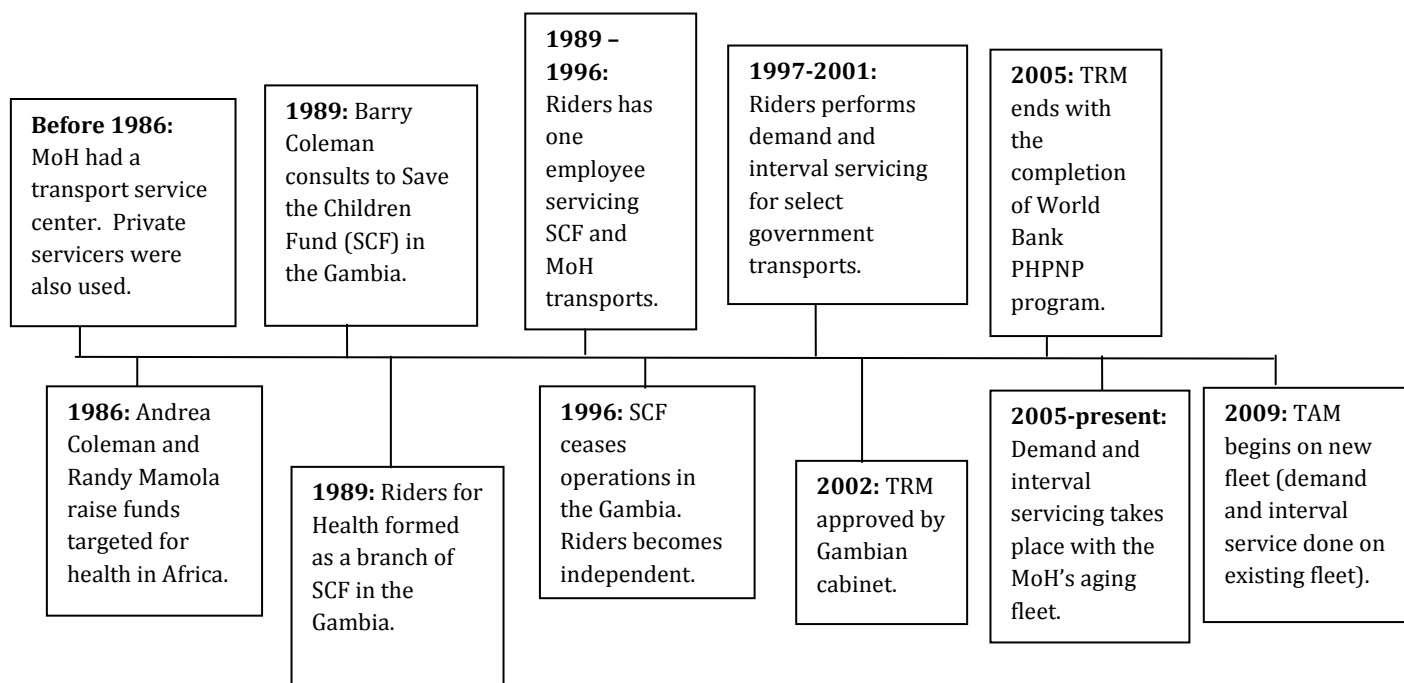 Before 1986:
MoH had a
transport service
center.  Private
servicers were
also used.
1986: Andrea
Coleman and
Randy Mamola
raise funds
targeted for
health in Africa.
1989: Barry
Coleman
consults to Save
the Children
Fund (SCF) in
the Gambia.
1989: Riders for
Health formed
as a branch of
SCF in the
Gambia.
1989 –
1996:
Riders has
one
employee
servicing
SCF and
MoH
transports.
1996: SCF
ceases
operations in
the Gambia.
Riders becomes
independent.
1997-2001:
Riders performs
demand and
interval servicing
for select
government
transports.
2002: TRM
approved by
Gambian
cabinet.
2005: TRM
ends with
the
completion
of World
Bank
PHPNP
program.
2005-present:
Demand and
interval
servicing takes
place with the
MoH’s aging
fleet.
2009: TAM
begins on new
fleet (demand
and interval
service done on
existing fleet).